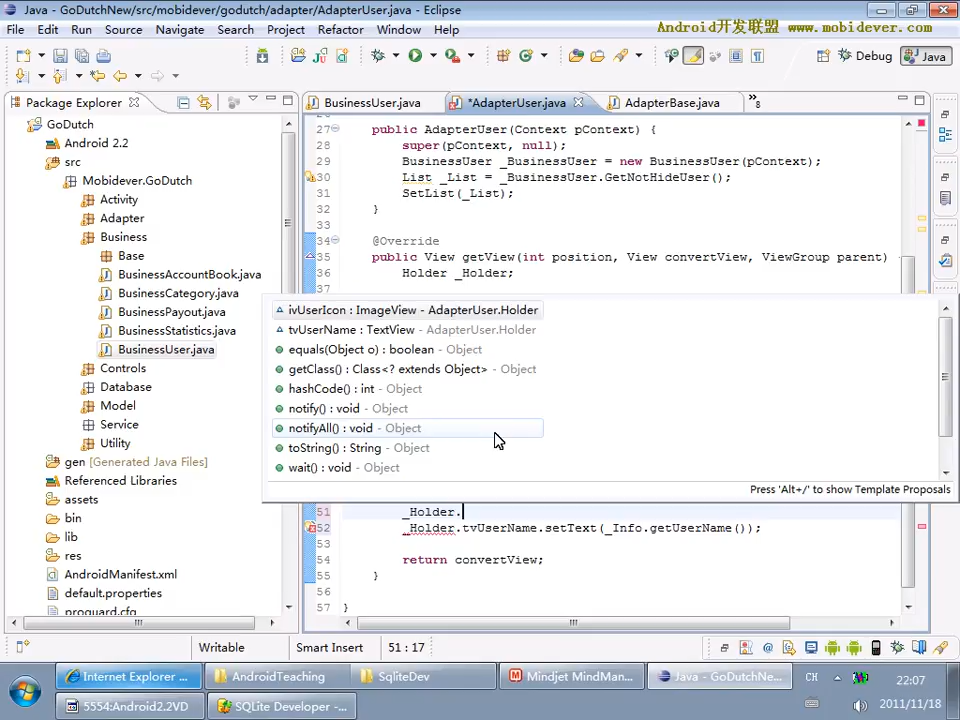 Java - GoDutchNew/src/mobidever/godutch/adapter/AdapterUser.java - Eclipse
File Edit Run Source Navigate Search Project Refactor Window Help
Android开发联盟 www.mobidever.com
Debug Java
Package Explorer
BusinessUser.java *AdapterUser.java AdapterBase.java »8
GoDutch
Android 2.2
src
Mobidever.GoDutch
Activity
Adapter
Business
Base
BusinessAccountBook.java
BusinessCategory.java
BusinessPayout.java
BusinessStatistics.java
BusinessUser.java
Controls
Database
Model
Service
Utility
gen [Generated Java Files]
Referenced Libraries
assets
bin
lib
res
AndroidManifest.xml
default.properties
proguard.cfg
27 public AdapterUser(Context pContext) {
28 super(pContext, null);
29 BusinessUser _BusinessUser = new BusinessUser(pContext);
30 List _List = _BusinessUser.GetNotHideUser();
31 SetList(_List);
32 }
33
34 @Override
35 public View getView(int position, View convertView, ViewGroup parent)
36 Holder _Holder;
37
ivUserIcon : ImageView - AdapterUser.Holder
tvUserName : TextView - AdapterUser.Holder
equals(Object o) : boolean - Object
getClass() : Class<? extends Object> - Object
hashCode() : int - Object
notify() : void - Object
notifyAll() : void - Object
toString() : String - Object
wait() : void - Object
Press 'Alt+/' to show Template Proposals
51 _Holder.
52 _Holder.tvUserName.setText(_Info.getUserName());
53
54 return convertView;
55 }
56
57 }
Writable Smart Insert 51 : 17
Internet Explorer ... AndroidTeaching SqliteDev Mindjet MindMan... Java - GoDutchNe... CH 22:07
5554:Android2.2VD SQLite Developer - ... 2011/11/18